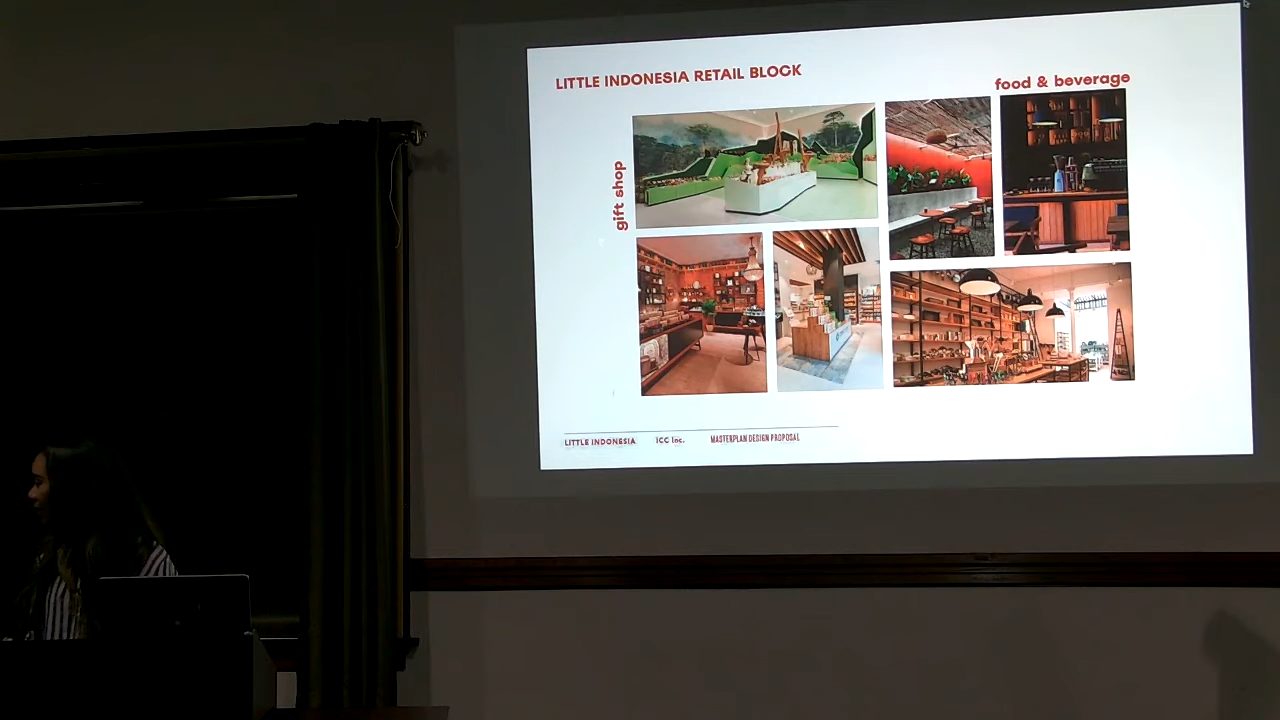 LITTLE INDONESIA RETAIL BLOCK
food & beverage
gift shop
LITTLE INDONESIA ICC Inc. MASTERPLAN DESIGN PROPOSAL